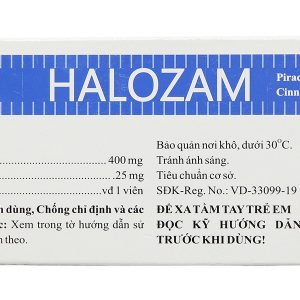 HALOZAM
Pirac
Cinn
400 mg
25 mg
vđ 1 viên
n dùng, Chống chỉ định và các
c: Xem trong tờ hướng dẫn sử
n theo.
Bảo quản nơi khô, dưới 30°C.
Tránh ánh sáng.
Tiêu chuẩn cơ sở.
SĐK-Reg. No.: VD-33099-19
ĐỂ XA TẦM TAY TRẺ EM
ĐỌC KỸ HƯỚNG DẪN
TRƯỚC KHI DÙNG!